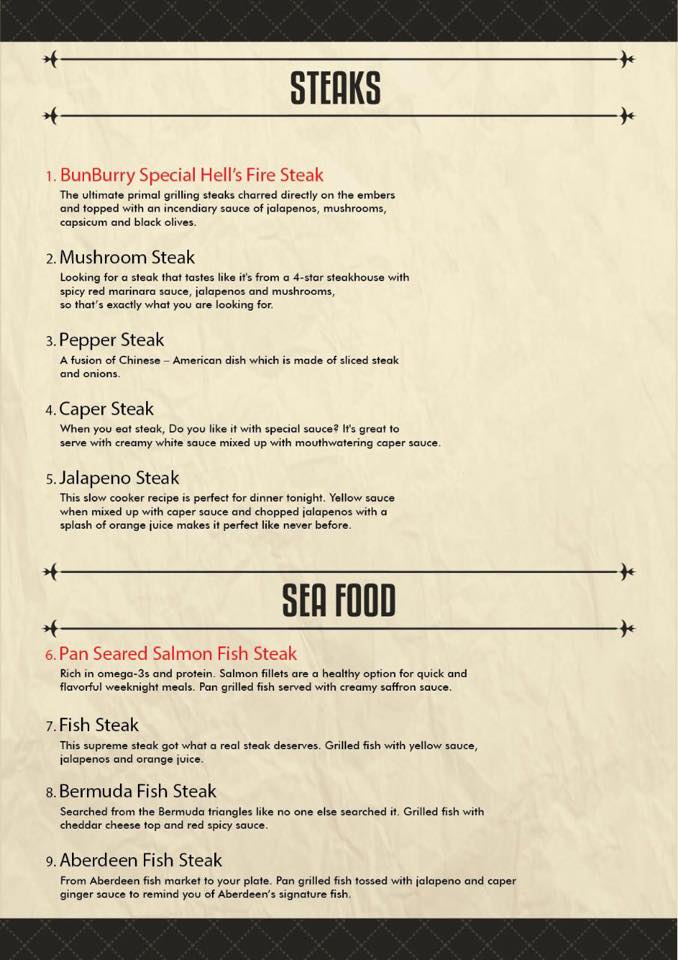 STEAKS
1. BunBurry Special Hell's Fire Steak
The ultimate primal grilling steaks charred directly on the embers
and topped with an incendiary sauce of jalapenos, mushrooms,
capsicum and black olives.
2. Mushroom Steak
Looking for a steak that tastes like it's from a 4-star steakhouse with
spicy red marinara sauce, jalapenos and mushrooms,
so that's exactly what you are looking for.
3. Pepper Steak
A fusion of Chinese – American dish which is made of sliced steak
and onions.
4. Caper Steak
When you eat steak, Do you like it with special sauce? It's great to
serve with creamy white sauce mixed up with mouthwatering caper sauce.
5. Jalapeno Steak
This slow cooker recipe is perfect for dinner tonight. Yellow sauce
when mixed up with caper sauce and chopped jalapenos with a
splash of orange juice makes it perfect like never before.
SEA FOOD
6. Pan Seared Salmon Fish Steak
Rich in omega-3s and protein. Salmon fillets are a healthy option for quick and
flavorful weeknight meals. Pan grilled fish served with creamy saffron sauce.
7. Fish Steak
This supreme steak got what a real steak deserves. Grilled fish with yellow sauce,
jalapenos and orange juice.
8. Bermuda Fish Steak
Searched from the Bermuda triangles like no one else searched it. Grilled fish with
cheddar cheese top and red spicy sauce.
9. Aberdeen Fish Steak
From Aberdeen fish market to your plate. Pan grilled fish tossed with jalapeno and caper
ginger sauce to remind you of Aberdeen's signature fish.